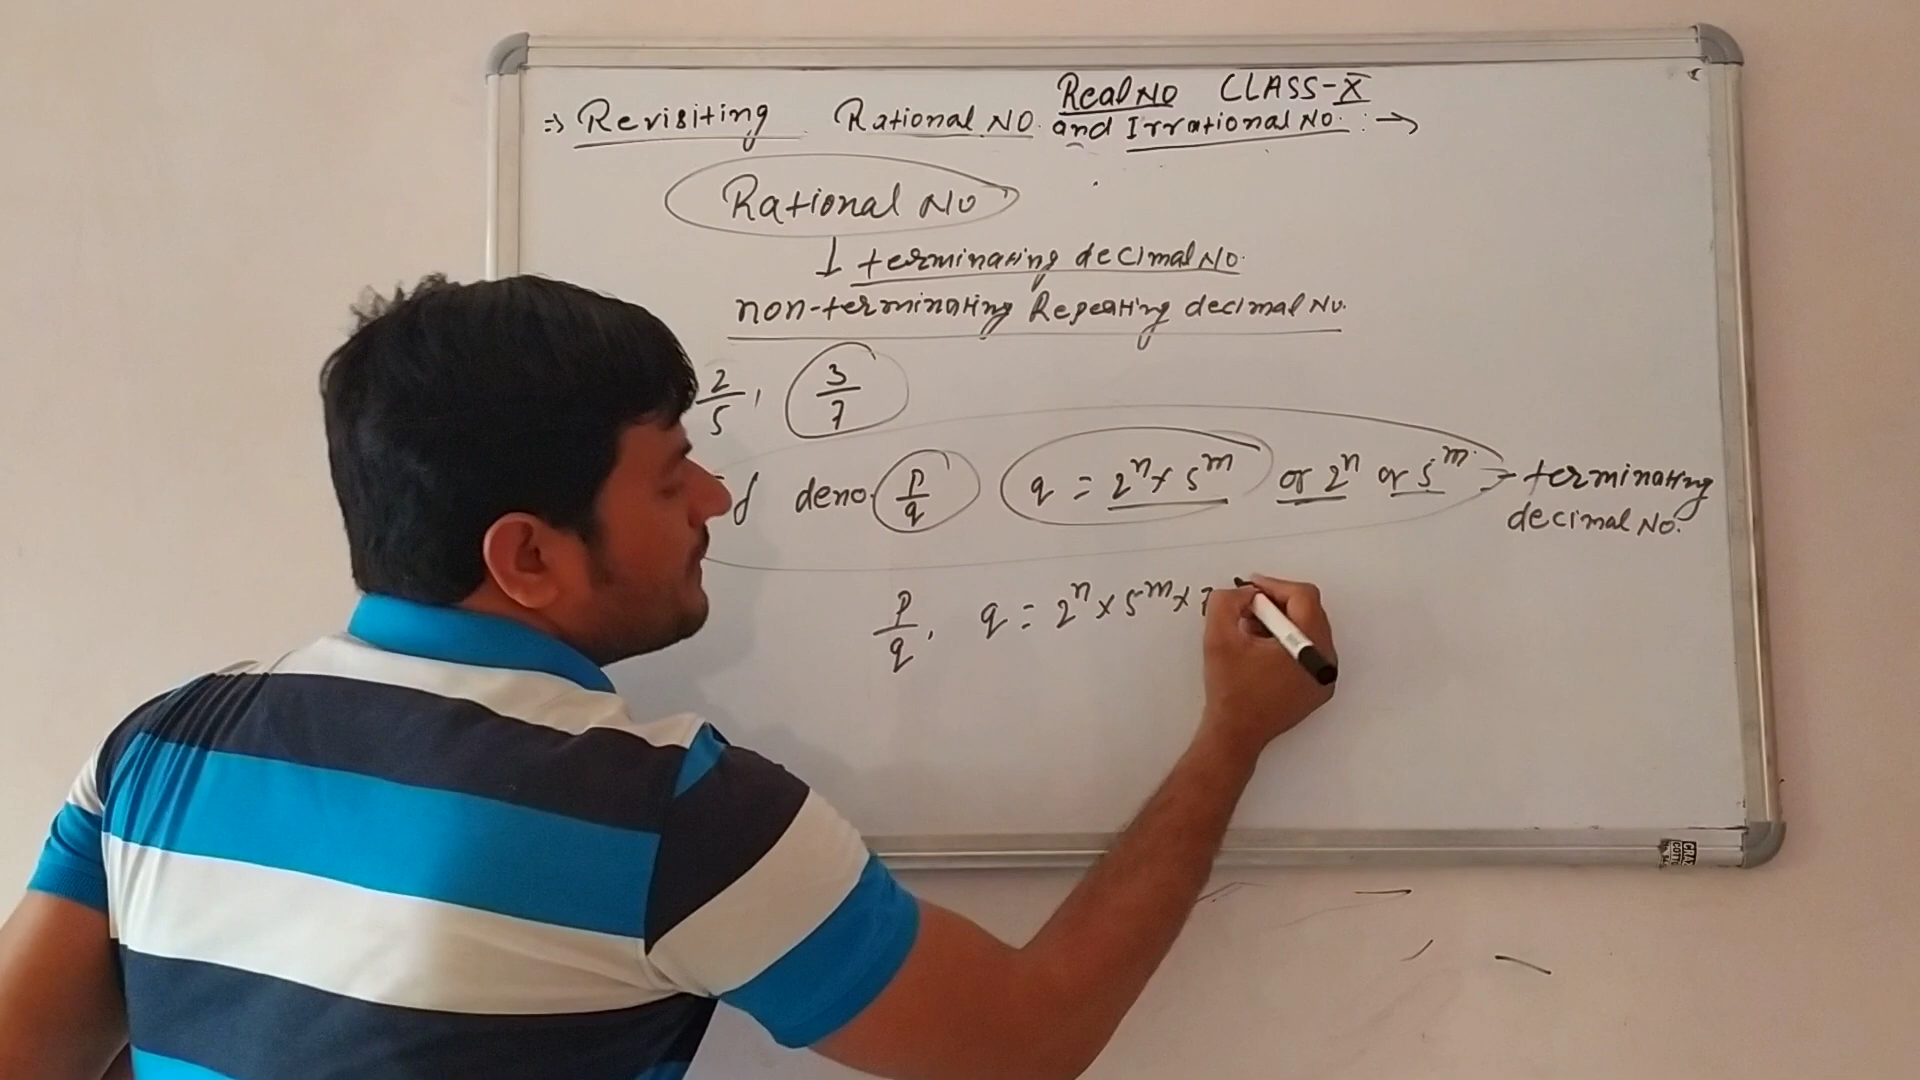 Real NO CLASS-X
=> Revisiting Rational NO. and Irrational No. : →
Rational No
↓ terminating decimal No.
non-terminating Repeating decimal No.
2/5, 3/7
deno. p/q q = 2^n × 5^m or 2^n or 5^m = terminating
decimal No.
p/q, q = 2^n × 5^m × 7